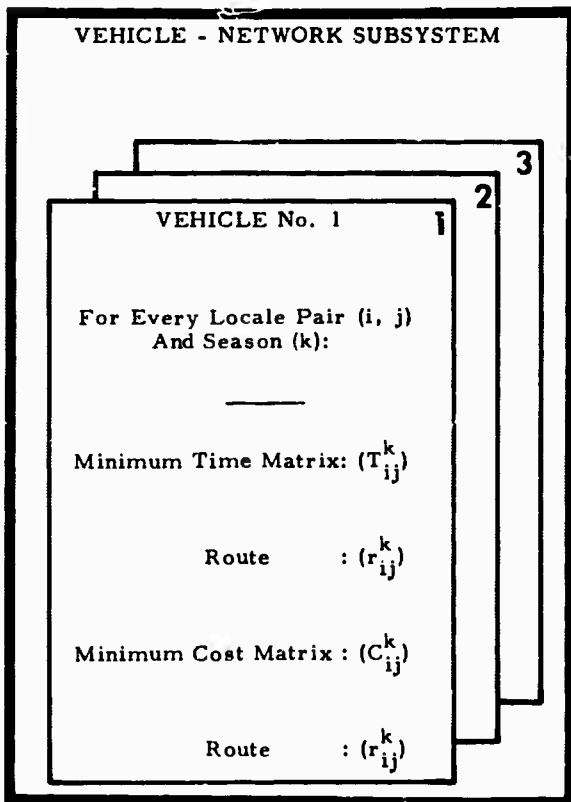 VEHICLE - NETWORK SUBSYSTEM
3
2
1
VEHICLE No. 1
For Every Locale Pair (i, j)
And Season (k):
Minimum Time Matrix: (T^k_ij)
Route : (r^k_ij)
Minimum Cost Matrix : (C^k_ij)
Route : (r^k_ij)